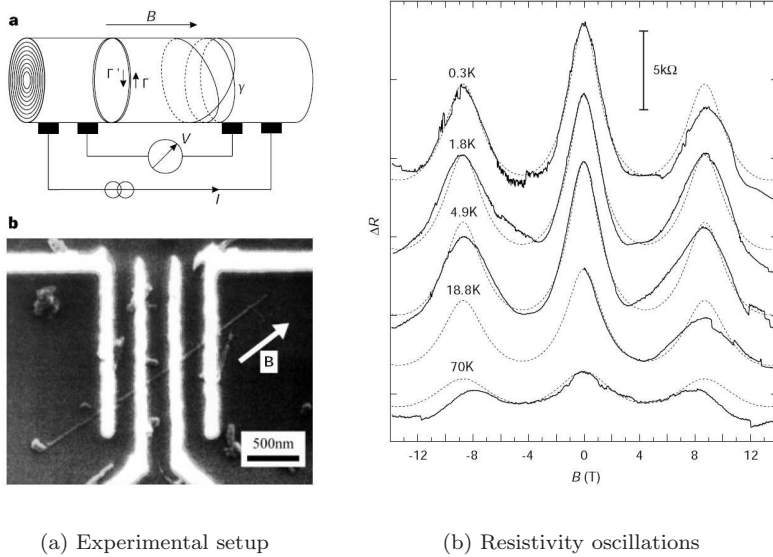 a
B
Γ' Γ
γ
V
I
b
B
500nm
0.3K
5kΩ
1.8K
4.9K
18.8K
70K
ΔR
-12 -8 -4 0 4 8 12
B (T)
(a) Experimental setup
(b) Resistivity oscillations